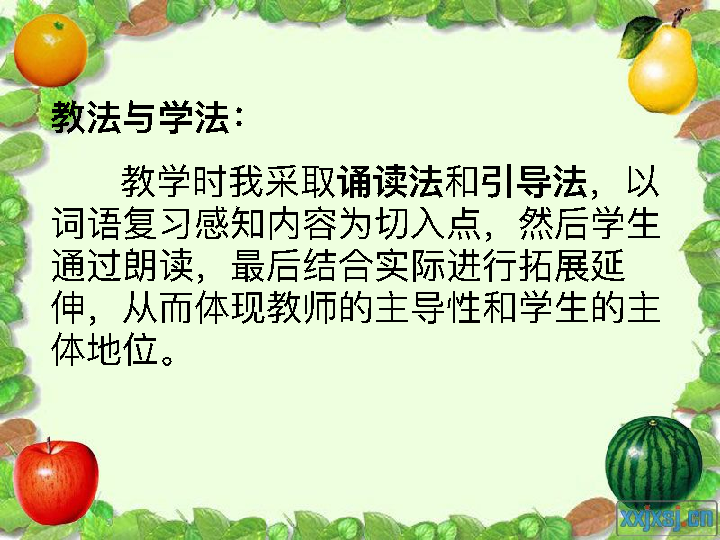 教法与学法：
教学时我采取诵读法和引导法，以
词语复习感知内容为切入点，然后学生
通过朗读，最后结合实际进行拓展延
伸，从而体现教师的主导性和学生的主
体地位。
xxjxsj.cn